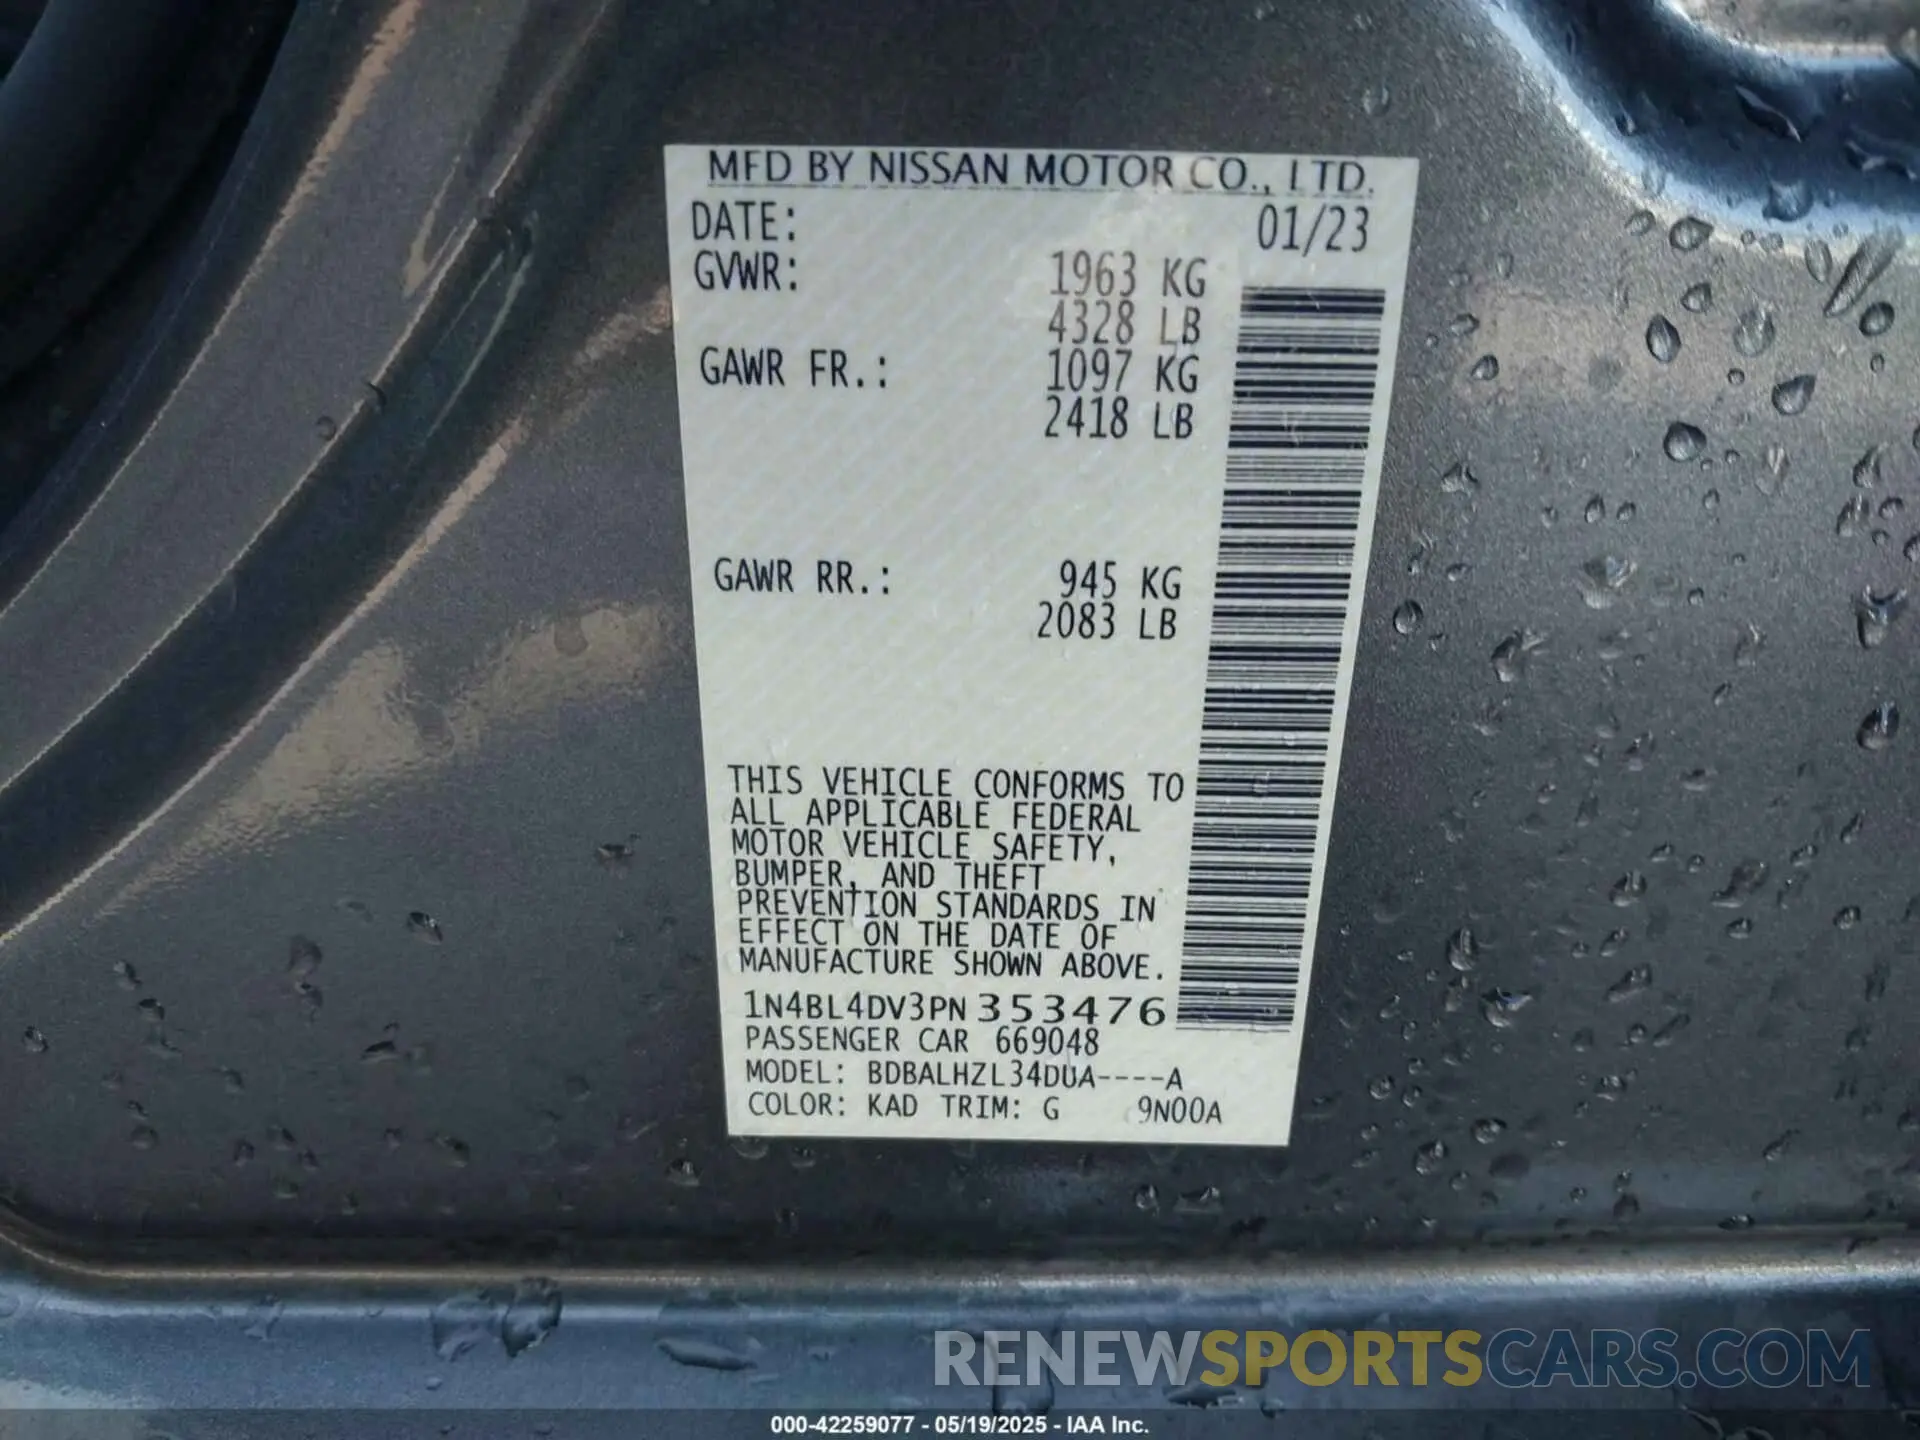 MFD BY NISSAN MOTOR CO., LTD.
DATE: 01/23
GVWR: 1963 KG
4328 LB
GAWR FR.: 1097 KG
2418 LB
GAWR RR.: 945 KG
2083 LB
THIS VEHICLE CONFORMS TO
ALL APPLICABLE FEDERAL
MOTOR VEHICLE SAFETY,
BUMPER, AND THEFT
PREVENTION STANDARDS IN
EFFECT ON THE DATE OF
MANUFACTURE SHOWN ABOVE.
1N4BL4DV3PN353476
PASSENGER CAR 669048
MODEL: BDBALHZL34DUA----A
COLOR: KAD TRIM: G 9N00A
RENEWSPORTSCARS.COM
000-42259077 - 05/19/2025 - IAA Inc.